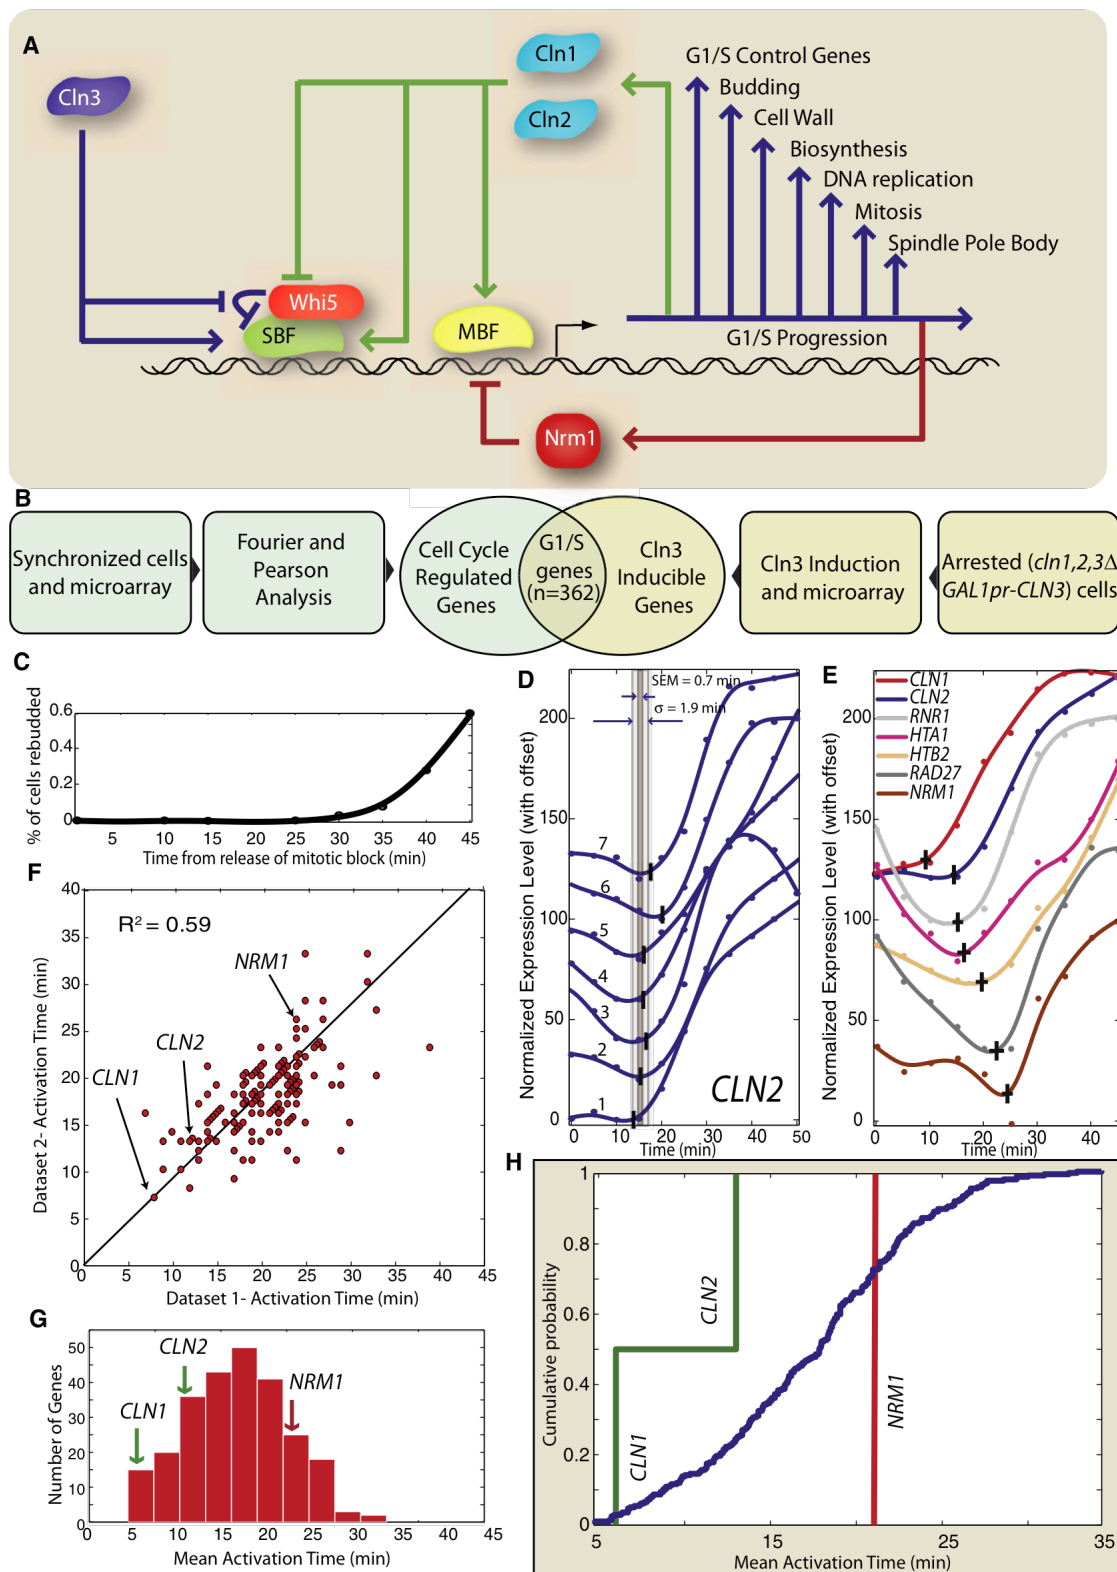 A
Cln3
Cln1
Cln2
G1/S Control Genes
Budding
Cell Wall
Biosynthesis
DNA replication
Mitosis
Spindle Pole Body
Whi5
SBF
MBF
G1/S Progression
Nrm1
B
Synchronized cells
and microarray
Fourier and
Pearson
Analysis
Cell Cycle
Regulated
Genes
G1/S
genes
(n=362)
Cln3
Inducible
Genes
Cln3 Induction
and microarray
Arrested (cln1,2,3Δ
GAL1pr-CLN3) cells
C
% of cells rebudded
0.6
0.4
0.2
0
5 10 15 20 25 30 35 40 45
Time from release of mitotic block (min)
D
SEM = 0.7 min
σ = 1.9 min
Normalized Expression Level (with offset)
200
150
100
50
0
7
6
5
4
3
2
1
CLN2
0 10 20 30 40 50
Time (min)
E
CLN1
CLN2
RNR1
HTA1
HTB2
RAD27
NRM1
Normalized Expression Level (with offset)
200
150
100
50
0
0 10 20 30 40
Time (min)
F
R² = 0.59
NRM1
CLN2
CLN1
Dataset 2- Activation Time (min)
40
35
30
25
20
15
10
5
0
0 5 10 15 20 25 30 35 40 45
Dataset 1- Activation Time (min)
G
Number of Genes
50
40
30
20
10
0
CLN1
CLN2
NRM1
0 5 10 15 20 25 30 35 40 45
Mean Activation Time (min)
H
Cumulative probability
1
0.8
0.6
0.4
0.2
0
CLN1
CLN2
NRM1
5 15 25 35
Mean Activation Time (min)